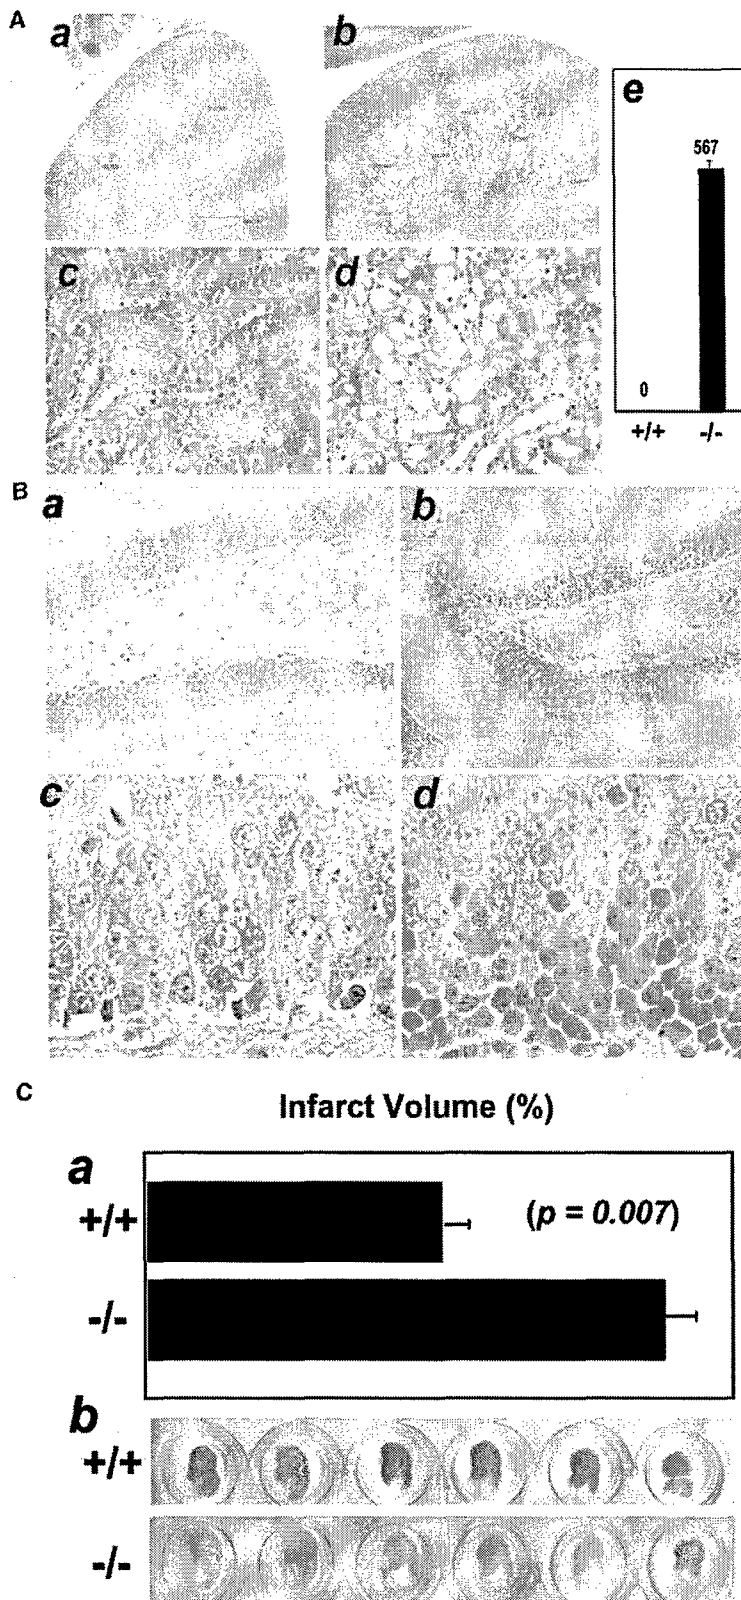 A
a
b
e
567
0
+/+ -/-
c
d
B
a
b
c
d
C
Infarct Volume (%)
a
+/+
(p = 0.007)
-/-
b
+/+
-/-